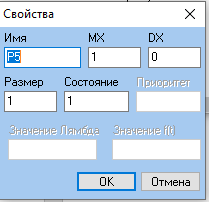 Свойства
Имя MX DX
P5 1 0
Размер Состояние Приоритет
1 1
Значение Лямбда Значение f(t)
OK Отмена